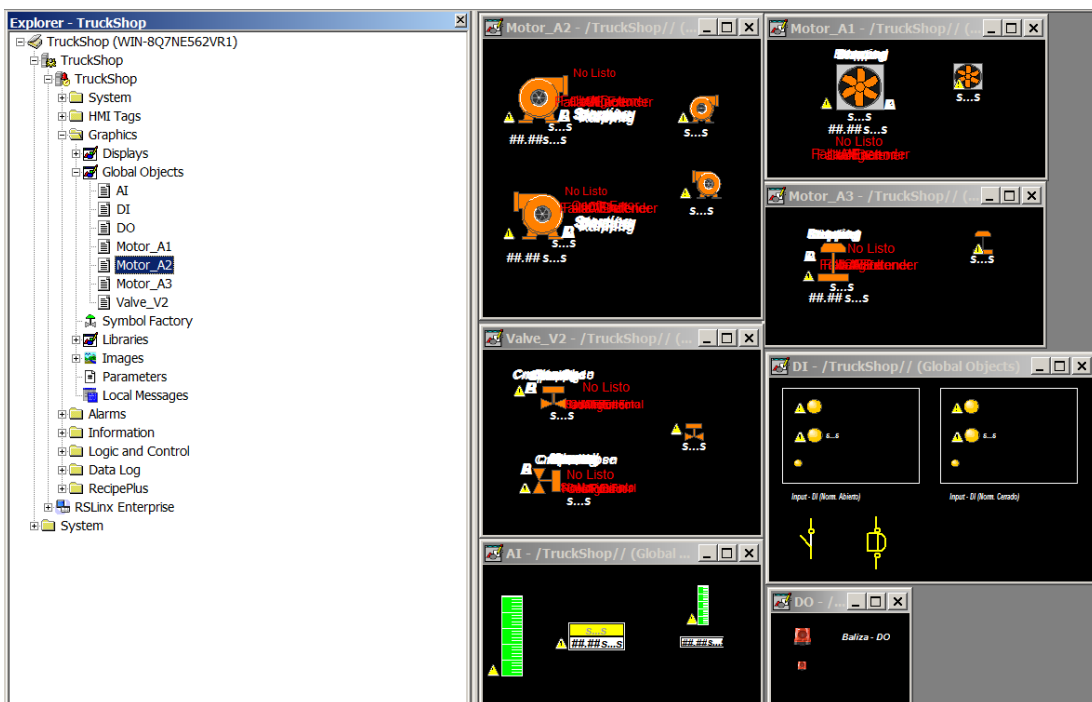 Explorer - TruckShop
TruckShop (WIN-8Q7NE562VR1)
TruckShop
TruckShop
System
HMI Tags
Graphics
Displays
Global Objects
AI
DI
DO
Motor_A1
Motor_A2
Motor_A3
Valve_V2
Symbol Factory
Libraries
Images
Parameters
Local Messages
Alarms
Information
Logic and Control
Data Log
RecipePlus
RSLinx Enterprise
System
Motor_A2 - /TruckShop// (...
No Listo
s...s
##.##s...s
s...s
No Listo
s...s
##.## s...s
s...s
Motor_A1 - /TruckShop// (...
s...s
##.##s...s
No Listo
s...s
Motor_A3 - /TruckShop// (...
No Listo
s...s
##.## s...s
s...s
Valve_V2 - /TruckShop// (...
No Listo
s...s
s...s
No Listo
s...s
DI - /TruckShop// (Global Objects)
s...s
s...s
Input - DI (Norm. Abierto)
Input - DI (Norm. Cerrado)
AI - /TruckShop// (Global ...
s...s
##.##s...s
##.##s...
DO - /...
Baliza - DO